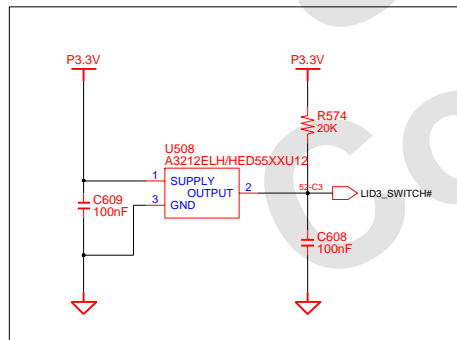 P3.3V
P3.3V
R574
20K
U508
A3212ELH/HED55XXU12
1
SUPPLY
OUTPUT
2
52-C3
LID3_SWITCH#
3
GND
C609
100nF
C608
100nF